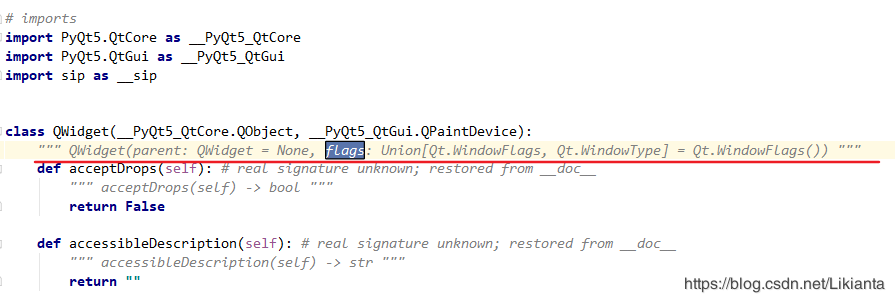 # imports
import PyQt5.QtCore as __PyQt5_QtCore
import PyQt5.QtGui as __PyQt5_QtGui
import sip as __sip
class QWidget(__PyQt5_QtCore.QObject, __PyQt5_QtGui.QPaintDevice):
""" QWidget(parent: QWidget = None, flags: Union[Qt.WindowFlags, Qt.WindowType] = Qt.WindowFlags()) """
def acceptDrops(self): # real signature unknown; restored from __doc__
""" acceptDrops(self) -> bool """
return False
def accessibleDescription(self): # real signature unknown; restored from __doc__
""" accessibleDescription(self) -> str """
return ""
https://blog.csdn.net/Likianta